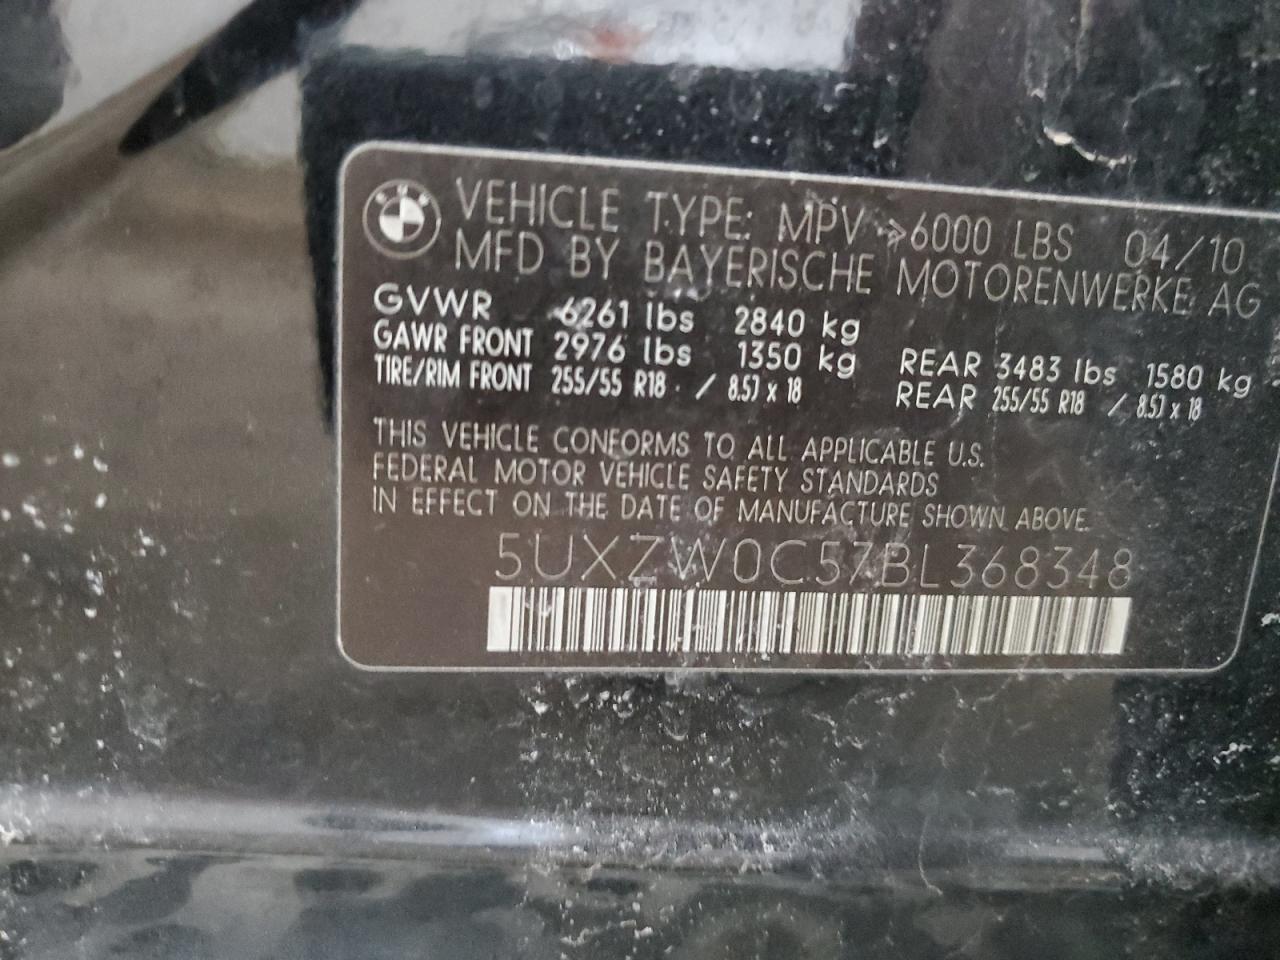 VEHICLE TYPE: MPV >6000 LBS 04/10
MFD BY BAYERISCHE MOTORENWERKE AG
GVWR 6261 lbs 2840 kg
GAWR FRONT 2976 lbs 1350 kg REAR 3483 lbs 1580 kg
TIRE/RIM FRONT 255/55 R18 / 8.5J x 18 REAR 255/55 R18 / 8.5J x 18
THIS VEHICLE CONFORMS TO ALL APPLICABLE U.S.
FEDERAL MOTOR VEHICLE SAFETY STANDARDS
IN EFFECT ON THE DATE OF MANUFACTURE SHOWN ABOVE.
5UXZW0C57BL368348